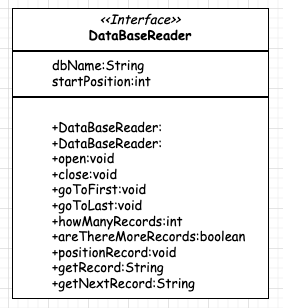 <<Interface>>
DataBaseReader
dbName:String
startPosition:int
+DataBaseReader:
+DataBaseReader:
+open:void
+close:void
+goToFirst:void
+goToLast:void
+howManyRecords:int
+areThereMoreRecords:boolean
+positionRecord:void
+getRecord:String
+getNextRecord:String